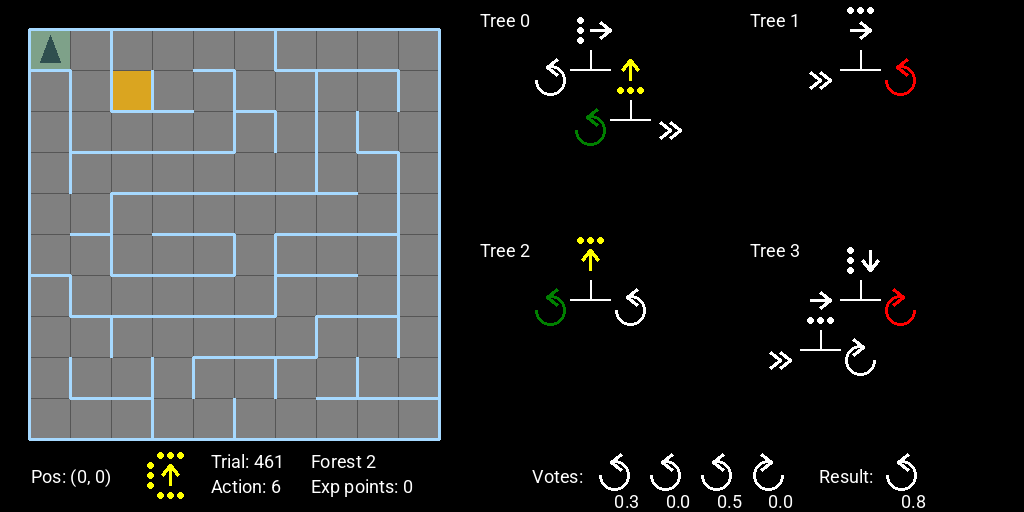 Tree 0
Tree 1
Tree 2
Tree 3
Pos: (0, 0)
Trial: 461
Forest 2
Action: 6
Exp points: 0
Votes:
0.3
0.0
0.5
0.0
Result:
0.8